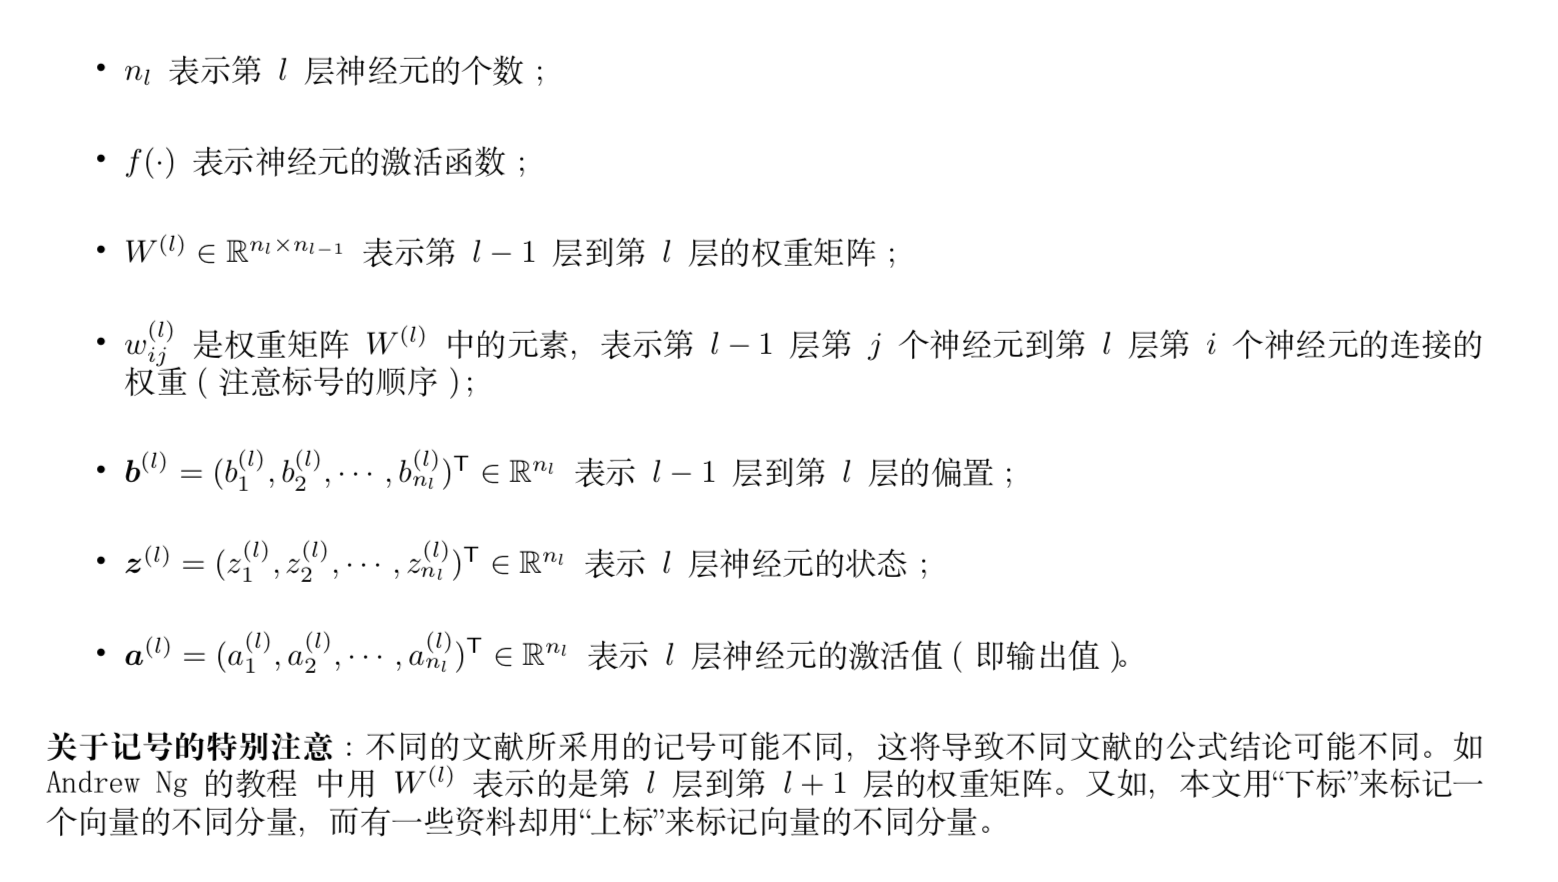 • $n_l$ 表示第 $l$ 层神经元的个数；
• $f(\cdot)$ 表示神经元的激活函数；
• $W^{(l)} \in \mathbb{R}^{n_l \times n_{l-1}}$ 表示第 $l-1$ 层到第 $l$ 层的权重矩阵；
• $w_{ij}^{(l)}$ 是权重矩阵 $W^{(l)}$ 中的元素，表示第 $l-1$ 层第 $j$ 个神经元到第 $l$ 层第 $i$ 个神经元的连接的
权重（注意标号的顺序）；
• $\boldsymbol{b}^{(l)} = (b_1^{(l)}, b_2^{(l)}, \cdots, b_{n_l}^{(l)})^\mathsf{T} \in \mathbb{R}^{n_l}$ 表示 $l-1$ 层到第 $l$ 层的偏置；
• $\boldsymbol{z}^{(l)} = (z_1^{(l)}, z_2^{(l)}, \cdots, z_{n_l}^{(l)})^\mathsf{T} \in \mathbb{R}^{n_l}$ 表示 $l$ 层神经元的状态；
• $\boldsymbol{a}^{(l)} = (a_1^{(l)}, a_2^{(l)}, \cdots, a_{n_l}^{(l)})^\mathsf{T} \in \mathbb{R}^{n_l}$ 表示 $l$ 层神经元的激活值（即输出值）。
关于记号的特别注意：不同的文献所采用的记号可能不同，这将导致不同文献的公式结论可能不同。如
Andrew Ng 的教程 中用 $W^{(l)}$ 表示的是第 $l$ 层到第 $l+1$ 层的权重矩阵。又如，本文用“下标”来标记一
个向量的不同分量，而有一些资料却用“上标”来标记向量的不同分量。